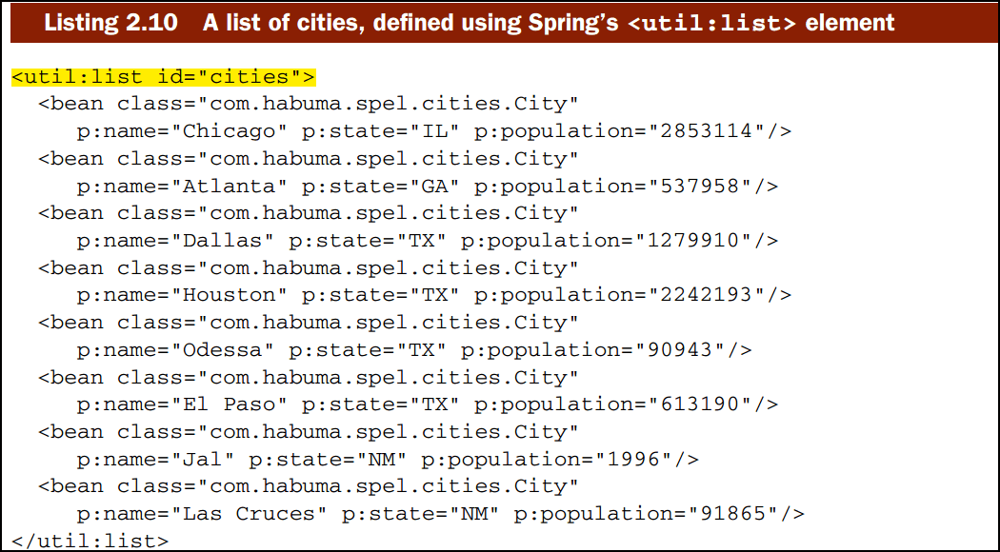 Listing 2.10 A list of cities, defined using Spring’s <util:list> element
<util:list id="cities">
<bean class="com.habuma.spel.cities.City"
p:name="Chicago" p:state="IL" p:population="2853114"/>
<bean class="com.habuma.spel.cities.City"
p:name="Atlanta" p:state="GA" p:population="537958"/>
<bean class="com.habuma.spel.cities.City"
p:name="Dallas" p:state="TX" p:population="1279910"/>
<bean class="com.habuma.spel.cities.City"
p:name="Houston" p:state="TX" p:population="2242193"/>
<bean class="com.habuma.spel.cities.City"
p:name="Odessa" p:state="TX" p:population="90943"/>
<bean class="com.habuma.spel.cities.City"
p:name="El Paso" p:state="TX" p:population="613190"/>
<bean class="com.habuma.spel.cities.City"
p:name="Jal" p:state="NM" p:population="1996"/>
<bean class="com.habuma.spel.cities.City"
p:name="Las Cruces" p:state="NM" p:population="91865"/>
</util:list>